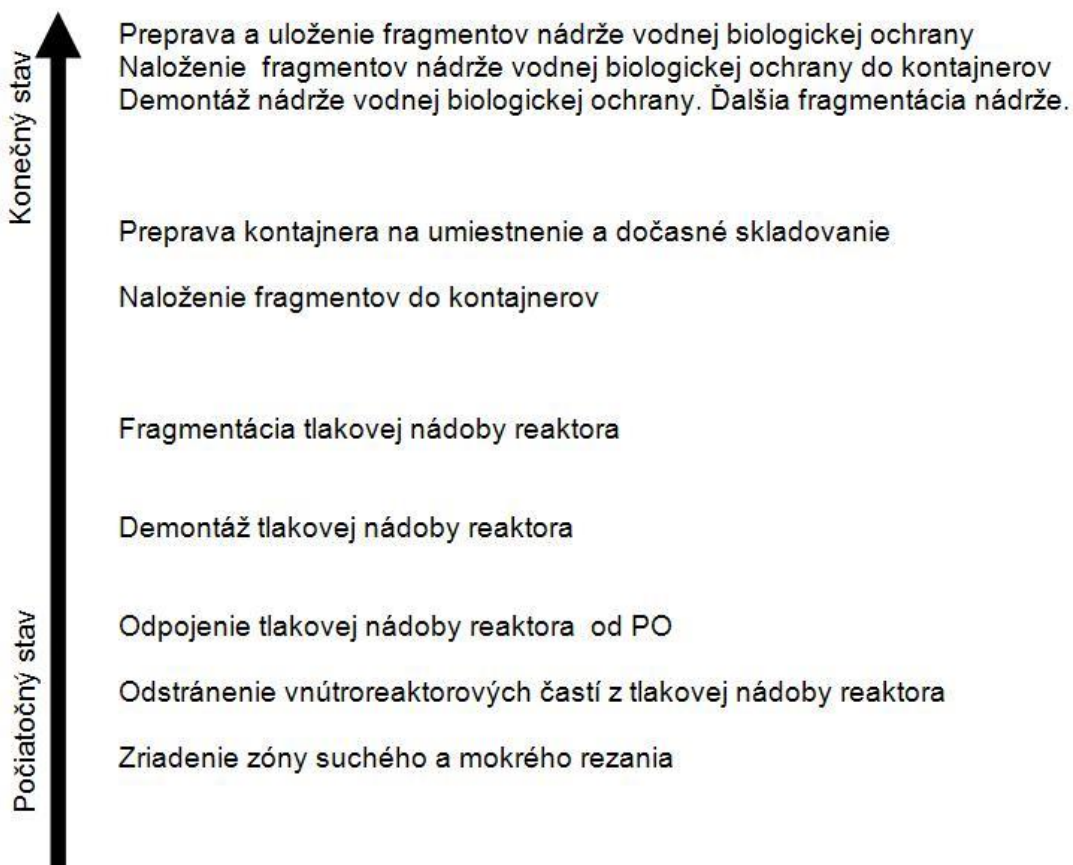 Konečný stav
Preprava a uloženie fragmentov nádrže vodnej biologickej ochrany
Naloženie fragmentov nádrže vodnej biologickej ochrany do kontajnerov
Demontáž nádrže vodnej biologickej ochrany. Ďalšia fragmentácia nádrže.
Preprava kontajnera na umiestnenie a dočasné skladovanie
Naloženie fragmentov do kontajnerov
Fragmentácia tlakovej nádoby reaktora
Demontáž tlakovej nádoby reaktora
Počiatočný stav
Odpojenie tlakovej nádoby reaktora od PO
Odstránenie vnútroreaktorových častí z tlakovej nádoby reaktora
Zriadenie zóny suchého a mokrého rezania